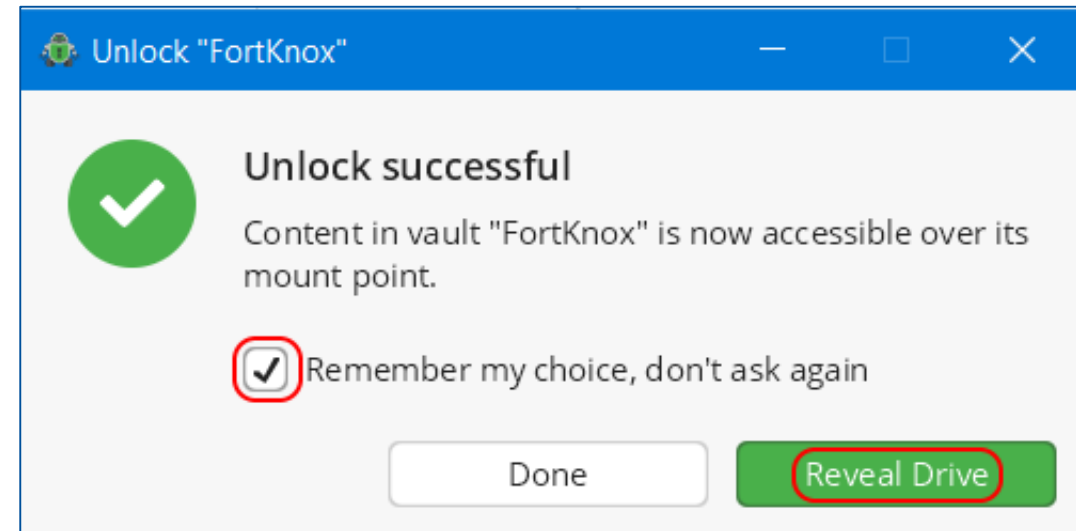 Unlock "FortKnox"
Unlock successful
Content in vault "FortKnox" is now accessible over its
mount point.
Remember my choice, don't ask again
Done
Reveal Drive